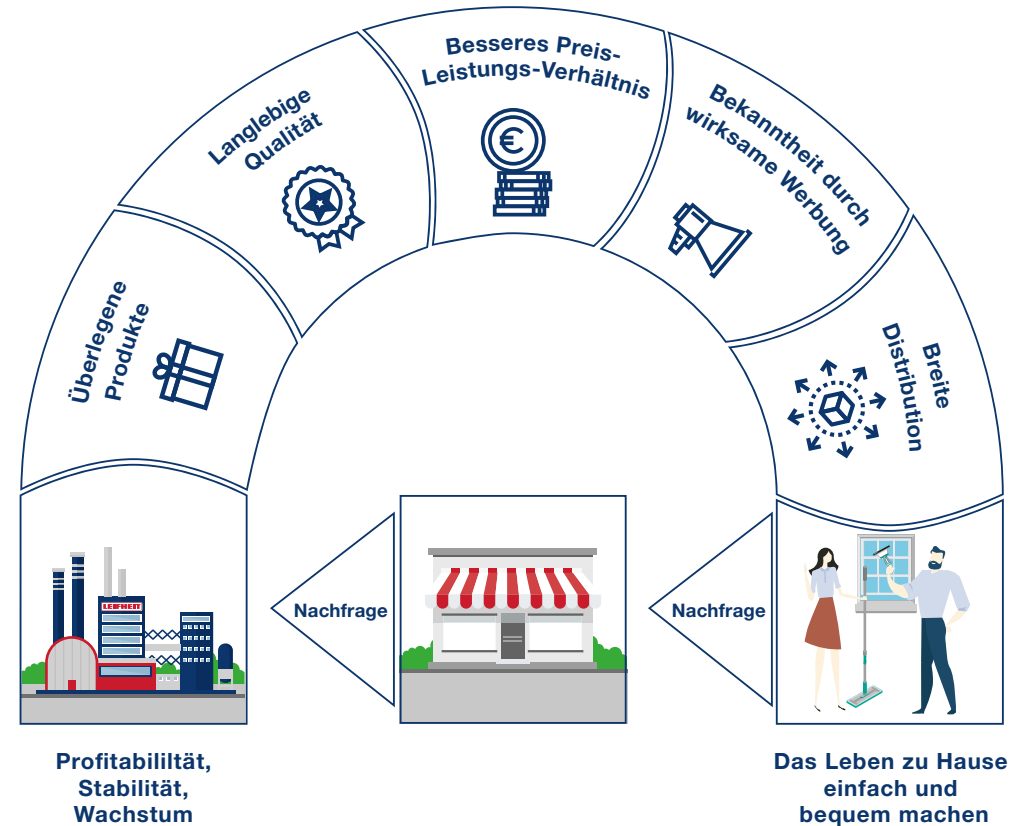 Überlegene
Produkte
Langlebige
Qualität
Besseres Preis-
Leistungs-Verhältnis
Bekanntheit durch
wirksame Werbung
Breite
Distribution
LEIFHEIT
Nachfrage
Nachfrage
Profitabililtät,
Stabilität,
Wachstum
Das Leben zu Hause
einfach und
bequem machen